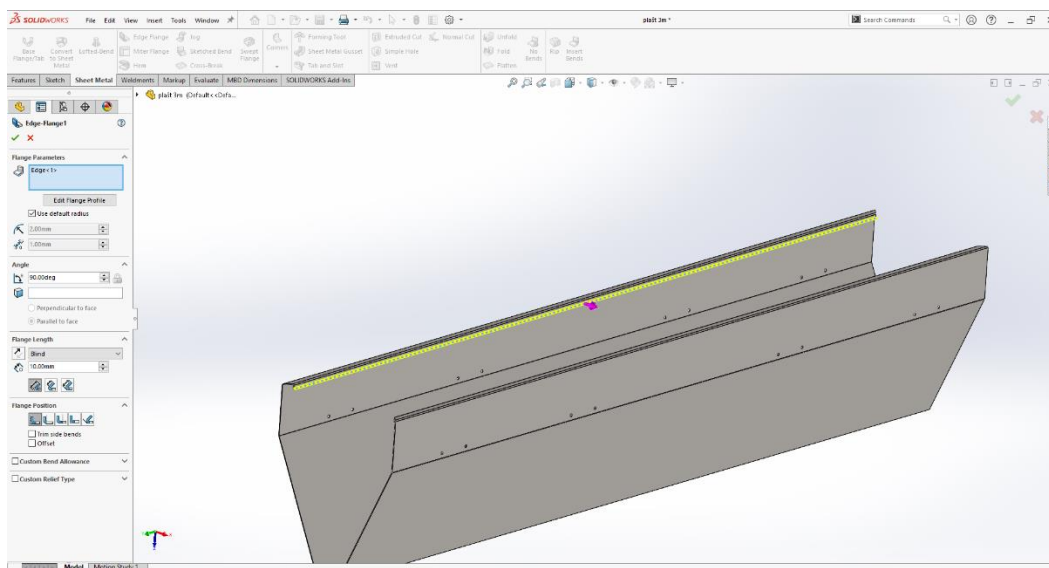 SOLIDWORKS File Edit View Insert Tools Window plaat 3m * Search Commands
Edge Flange Jog Forming Tool Extruded Cut Normal Cut Unfold
Base Flange/Tab Convert to Sheet Metal Lofted-Bend Miter Flange Sketched Bend Swept Flange Corners Sheet Metal Gusset Simple Hole Fold No Bends Rip Insert Bends
Hem Cross-Break Tab and Slot Vent Flatten
Features Sketch Sheet Metal Weldments Markup Evaluate MBD Dimensions SOLIDWORKS Add-Ins
Edge-Flange1
Flange Parameters
Edge<1>
Edit Flange Profile
Use default radius
2.00mm
1.00mm
Angle
90.00deg
Perpendicular to face
Parallel to face
Flange Length
Blind
10.00mm
Flange Position
Trim side bends
Offset
Custom Bend Allowance
Custom Relief Type
Model Motion Study 1